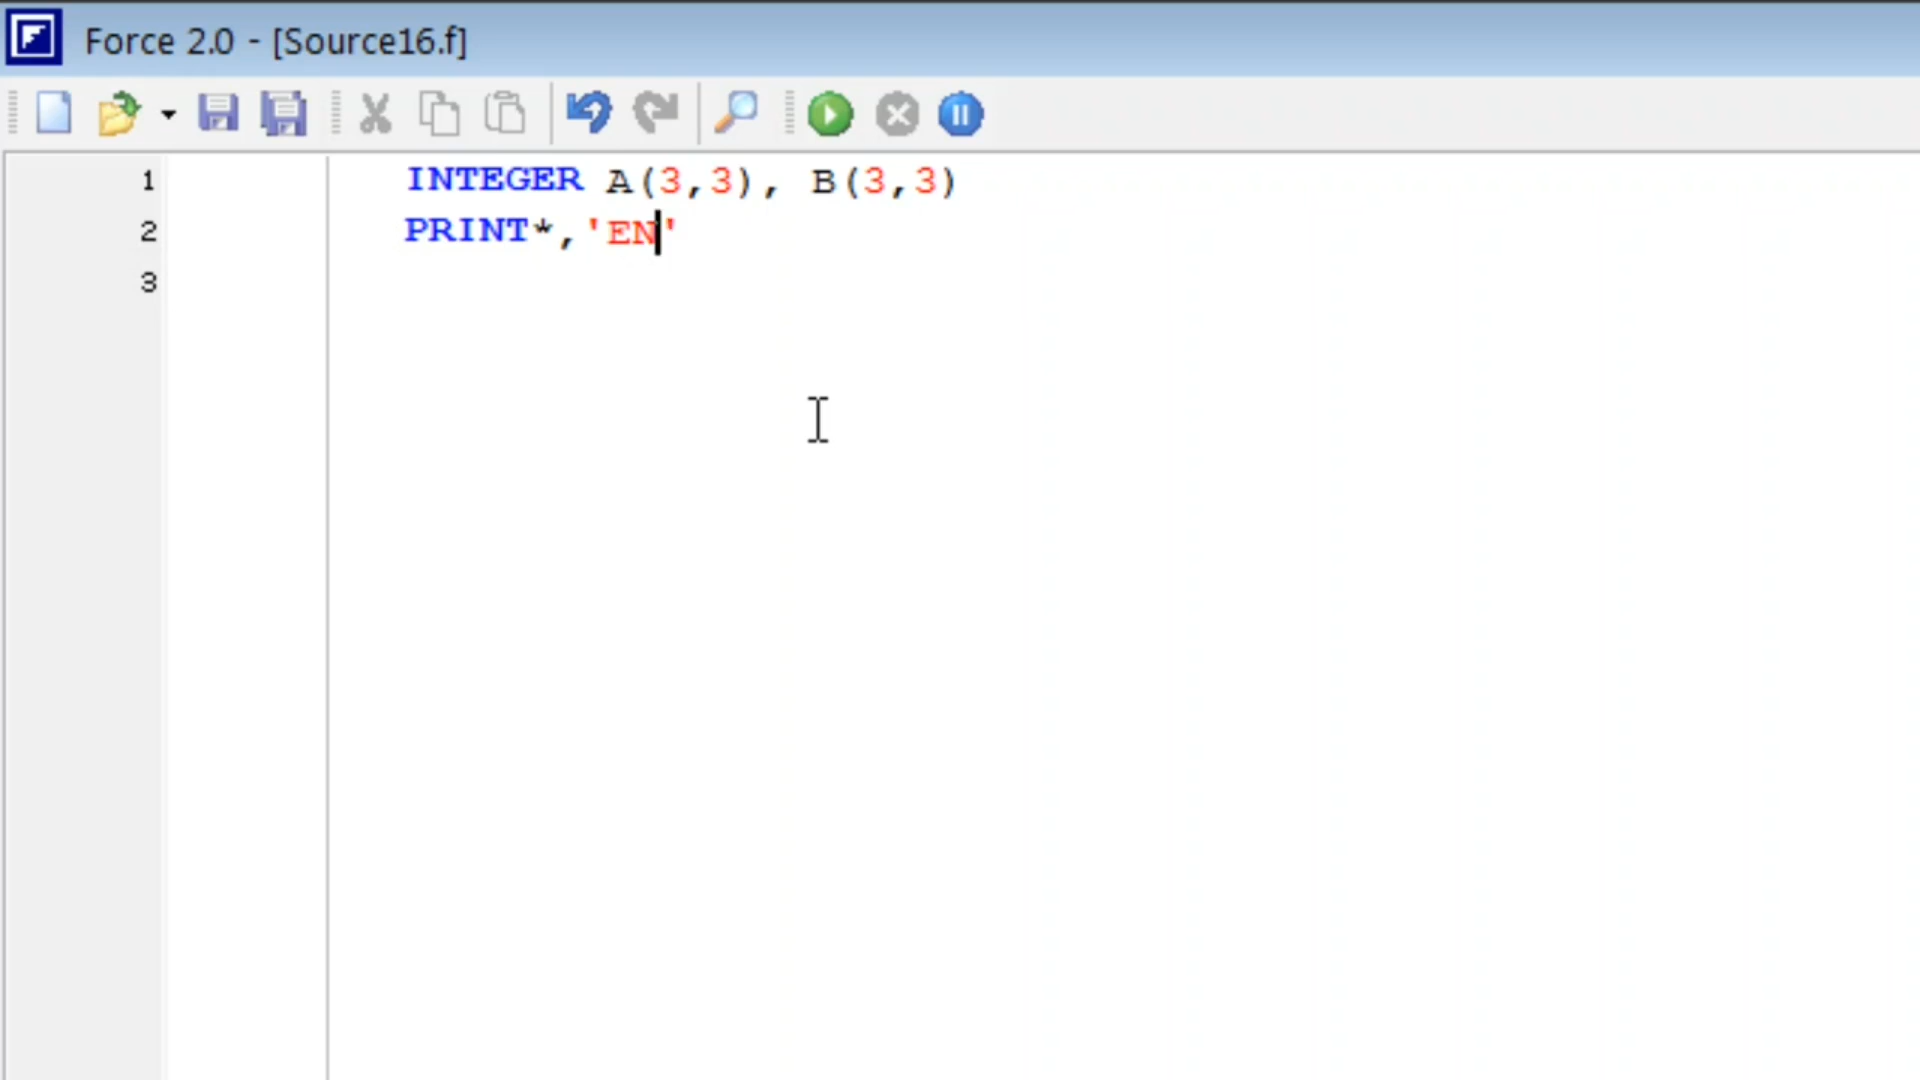 Force 2.0 - [Source16.f]
1 INTEGER A(3,3), B(3,3)
2 PRINT*,'EN'
3